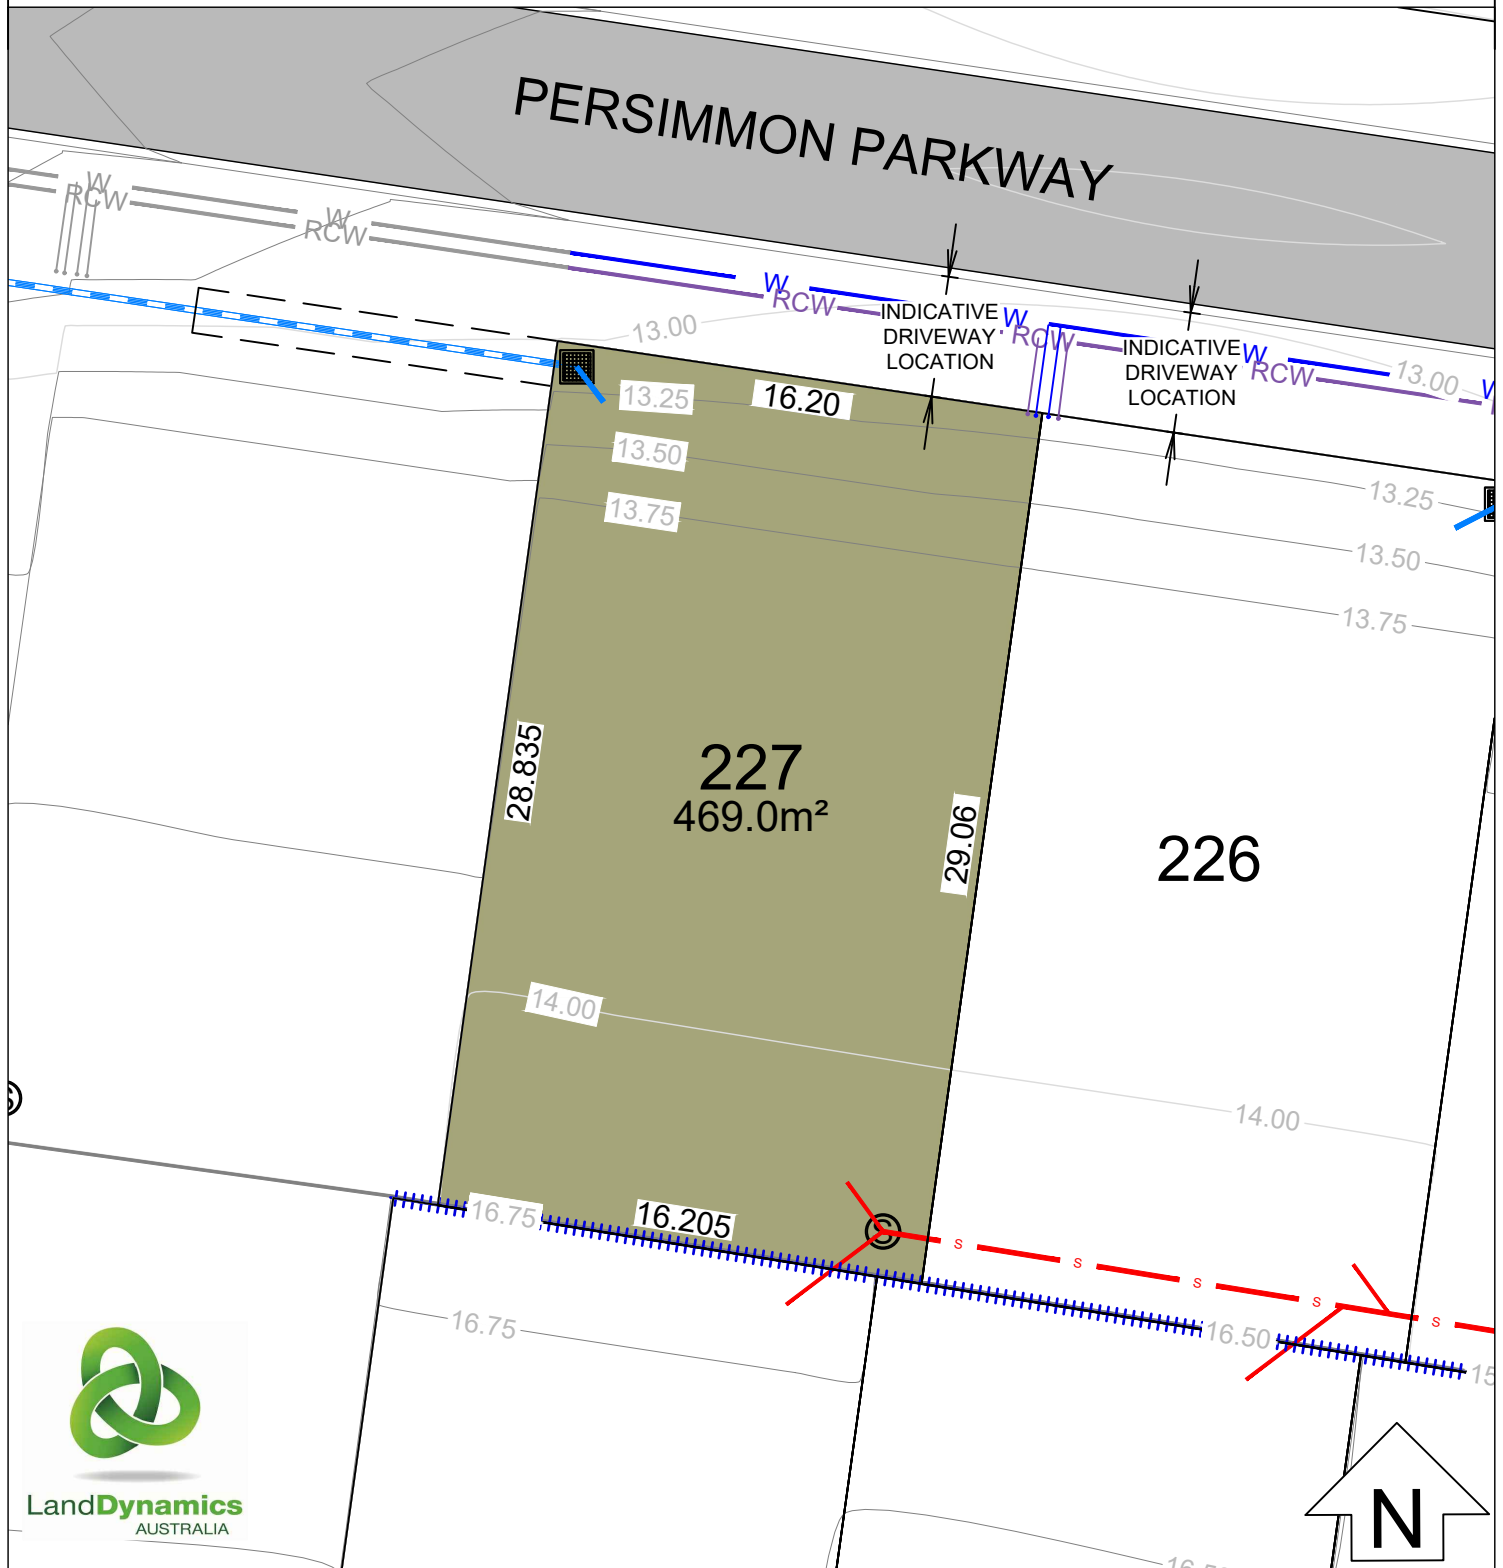 PERSIMMON PARKWAY
W
RCW
W
RCW
W
RCW
INDICATIVE
DRIVEWAY
LOCATION
W
RCW
INDICATIVE
DRIVEWAY
LOCATION
W
RCW
W
13.00
13.00
13.25
16.20
13.50
13.75
13.25
13.50
13.75
28.835
227
469.0m²
29.06
226
14.00
14.00
S
16.75
16.205
S
s
s
s
s
s
16.75
16.50
15
LandDynamics
AUSTRALIA
N